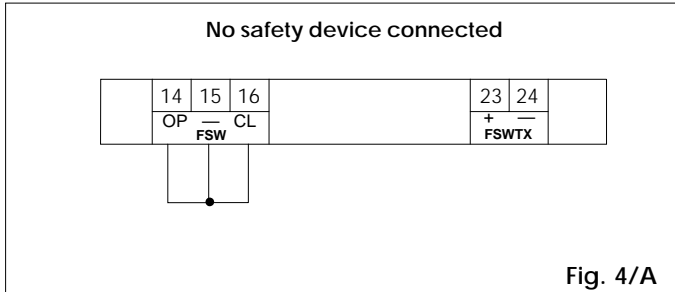 No safety device connected
14 15 16 23 24
OP — CL + —
FSW FSWTX
Fig. 4/A